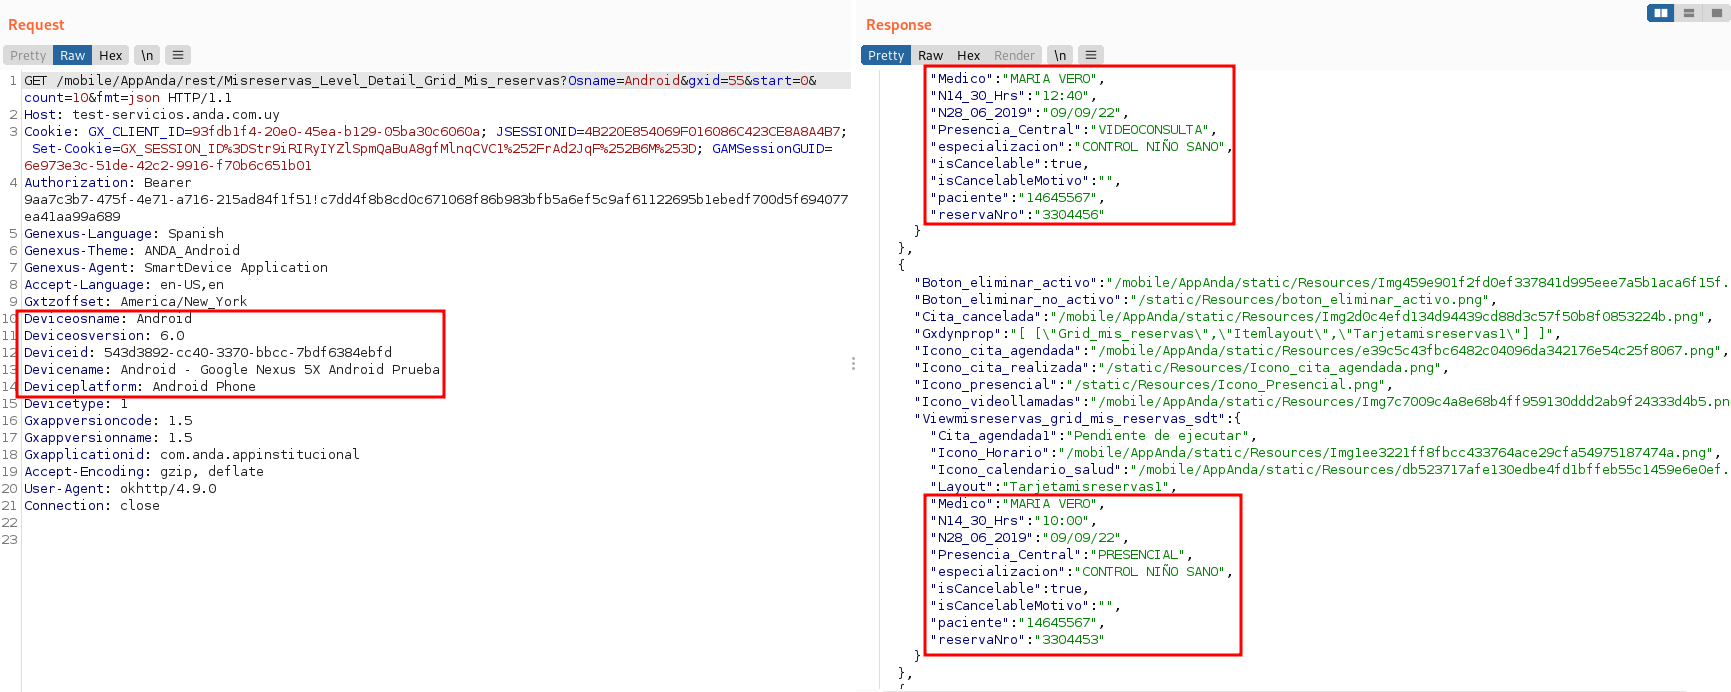 Request
Pretty Raw Hex \n
1 GET /mobile/AppAnda/rest/Misreservas_Level_Detail_Grid_Mis_reservas?Osname=Android&gxid=55&start=0&
count=10&fmt=json HTTP/1.1
2 Host: test-servicios.anda.com.uy
3 Cookie: GX_CLIENT_ID=93fdb1f4-20e0-45ea-b129-05ba30c6060a; JSESSIONID=4B220E854069F016086C423CE8A8A4B7;
Set-Cookie=GX_SESSION_ID%3DStr9iRIRyIYZlSpmQaBuA8gfMlnqCVC1%252FrAd2JqF%252B6M%253D; GAMSessionGUID=
6e973e3c-51de-42c2-9916-f70b6c651b01
4 Authorization: Bearer
9aa7c3b7-475f-4e71-a716-215ad84f1f51!c7dd4f8b8cd0c671068f86b983bfb5a6ef5c9af61122695b1ebedf700d5f694077
ea41aa99a689
5 Genexus-Language: Spanish
6 Genexus-Theme: ANDA_Android
7 Genexus-Agent: SmartDevice Application
8 Accept-Language: en-US,en
9 Gxtzoffset: America/New_York
10 Deviceosname: Android
11 Deviceosversion: 6.0
12 Deviceid: 543d3892-cc40-3370-bbcc-7bdf6384ebfd
13 Devicename: Android - Google Nexus 5X Android Prueba
14 Deviceplatform: Android Phone
15 Devicetype: 1
16 Gxappversioncode: 1.5
17 Gxappversionname: 1.5
18 Gxapplicationid: com.anda.appinstitucional
19 Accept-Encoding: gzip, deflate
20 User-Agent: okhttp/4.9.0
21 Connection: close
22
23
Response
Pretty Raw Hex Render \n
"Medico":"MARIA VERO",
"N14_30_Hrs":"12:40",
"N28_06_2019":"09/09/22",
"Presencia_Central":"VIDEOCONSULTA",
"especializacion":"CONTROL NIÑO SANO",
"isCancelable":true,
"isCancelableMotivo":"",
"paciente":"14645567",
"reservaNro":"3304456"
}
},
{
"Boton_eliminar_activo":"/mobile/AppAnda/static/Resources/Img459e901f2fd0ef337841d995eee7a5b1aca6f15f.
"Boton_eliminar_no_activo":"/static/Resources/boton_eliminar_activo.png",
"Cita_cancelada":"/mobile/AppAnda/static/Resources/Img2d0c4efd134d94439cd88d3c57f50b8f0853224b.png",
"Gxdynprop":"[ [\"Grid_mis_reservas\",\"Itemlayout\",\"Tarjetamisreservas1\"] ]",
"Icono_cita_agendada":"/mobile/AppAnda/static/Resources/e39c5c43fbc6482c04096da342176e54c25f8067.png",
"Icono_cita_realizada":"/static/Resources/Icono_cita_agendada.png",
"Icono_presencial":"/static/Resources/Icono_Presencial.png",
"Icono_videollamadas":"/mobile/AppAnda/static/Resources/Img7c7009c4a8e68b4ff959130ddd2ab9f24333d4b5.pn
"Viewmisreservas_grid_mis_reservas_sdt":{
"Cita_agendada1":"Pendiente de ejecutar",
"Icono_Horario":"/mobile/AppAnda/static/Resources/Img1ee3221ff8fbcc433764ace29cfa54975187474a.png",
"Icono_calendario_salud":"/mobile/AppAnda/static/Resources/db523717afe130edbe4fd1bffeb55c1459e6e0ef.
"Layout":"Tarjetamisreservas1",
"Medico":"MARIA VERO",
"N14_30_Hrs":"10:00",
"N28_06_2019":"09/09/22",
"Presencia_Central":"PRESENCIAL",
"especializacion":"CONTROL NIÑO SANO",
"isCancelable":true,
"isCancelableMotivo":"",
"paciente":"14645567",
"reservaNro":"3304453"
}
},
{